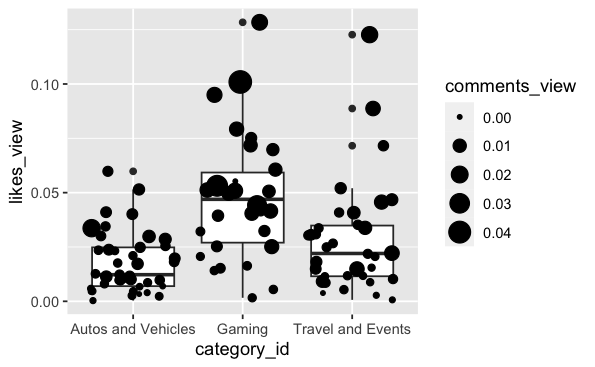 comments_view
0.10
0.05
0.00
likes_view
0.00
0.01
0.02
0.03
0.04
Autos and Vehicles
Gaming
Travel and Events
category_id